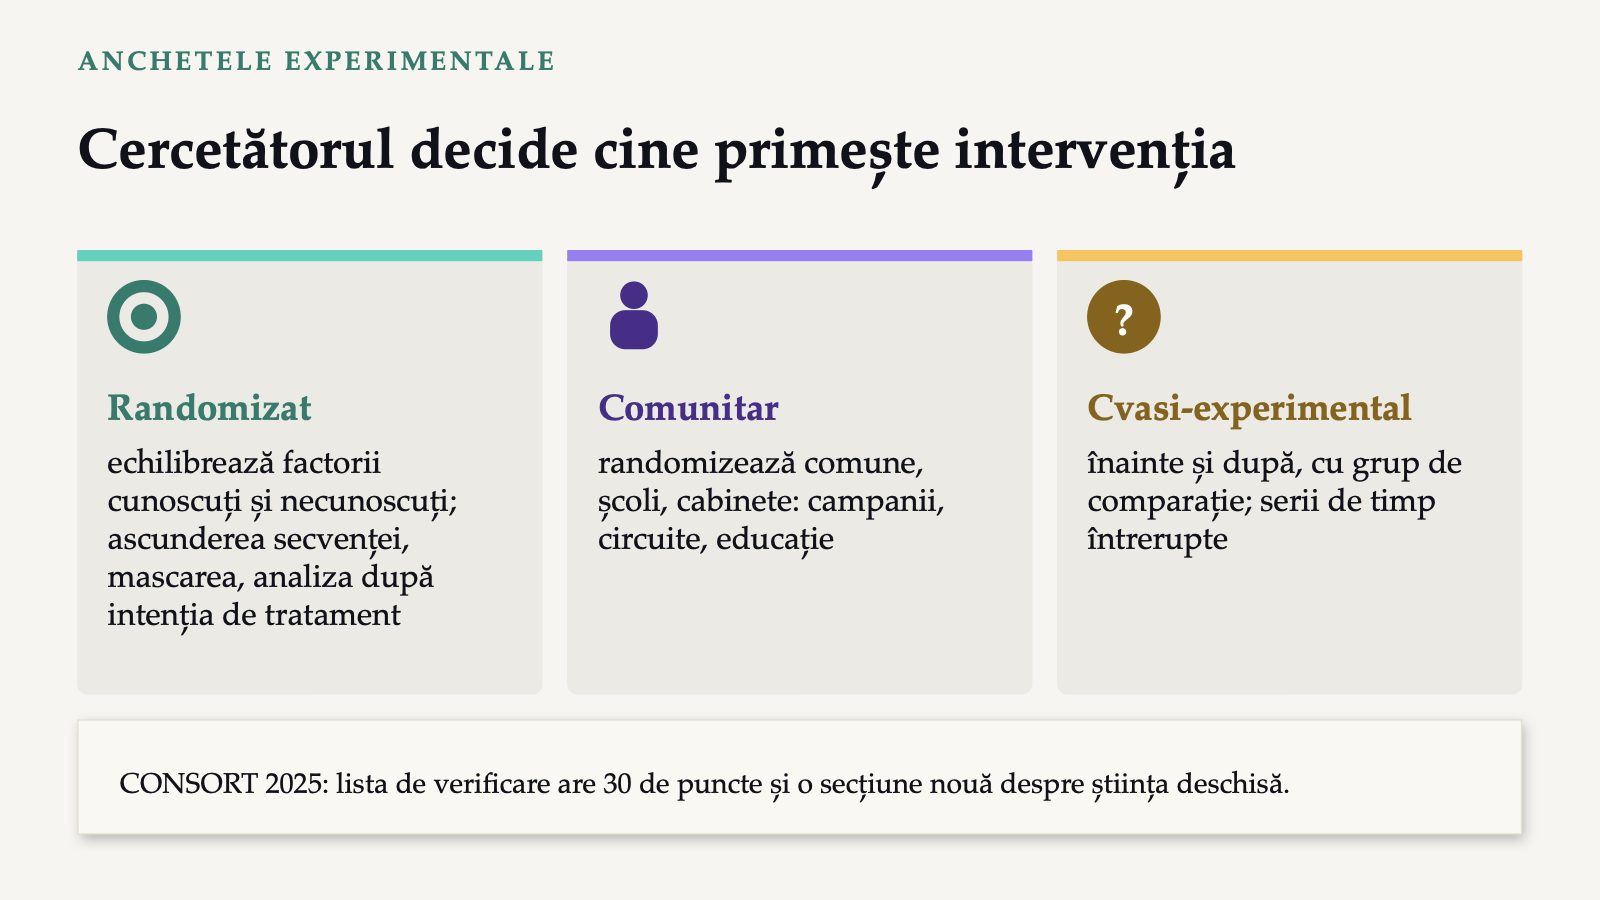 ANCHETELE EXPERIMENTALE
Cercetătorul decide cine primește intervenția
?
Randomizat
echilibrează factorii
cunoscuți și necunoscuți;
ascunderea secvenței,
mascarea, analiza după
intenția de tratament
Comunitar
randomizează comune,
școli, cabinete: campanii,
circuite, educație
Cvasi-experimental
înainte și după, cu grup de
comparație; serii de timp
întrerupte
CONSORT 2025: lista de verificare are 30 de puncte și o secțiune nouă despre știința deschisă.